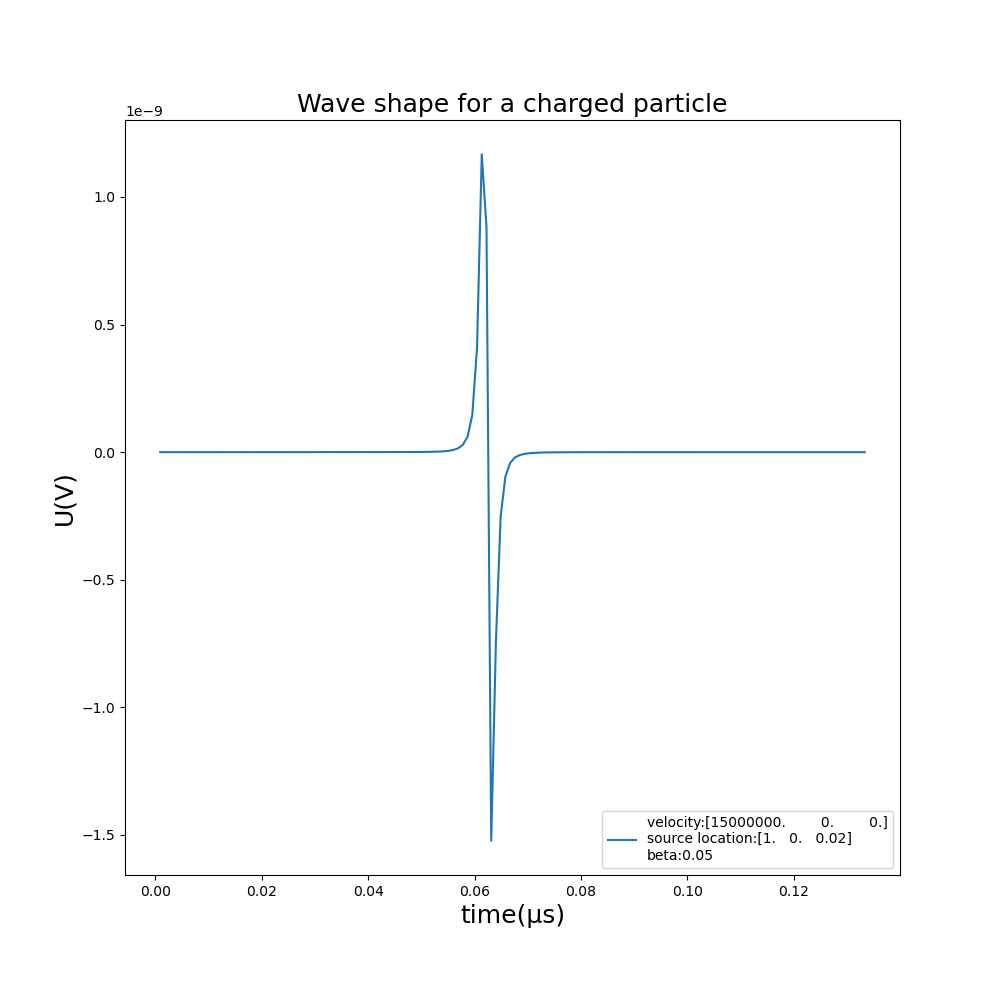 Wave shape for a charged particle
1e−9
1.0
0.5
0.0
−0.5
−1.0
−1.5
U(V)
velocity:[15000000. 0. 0.]
source location:[1. 0. 0.02]
beta:0.05
0.00 0.02 0.04 0.06 0.08 0.10 0.12
time(μs)